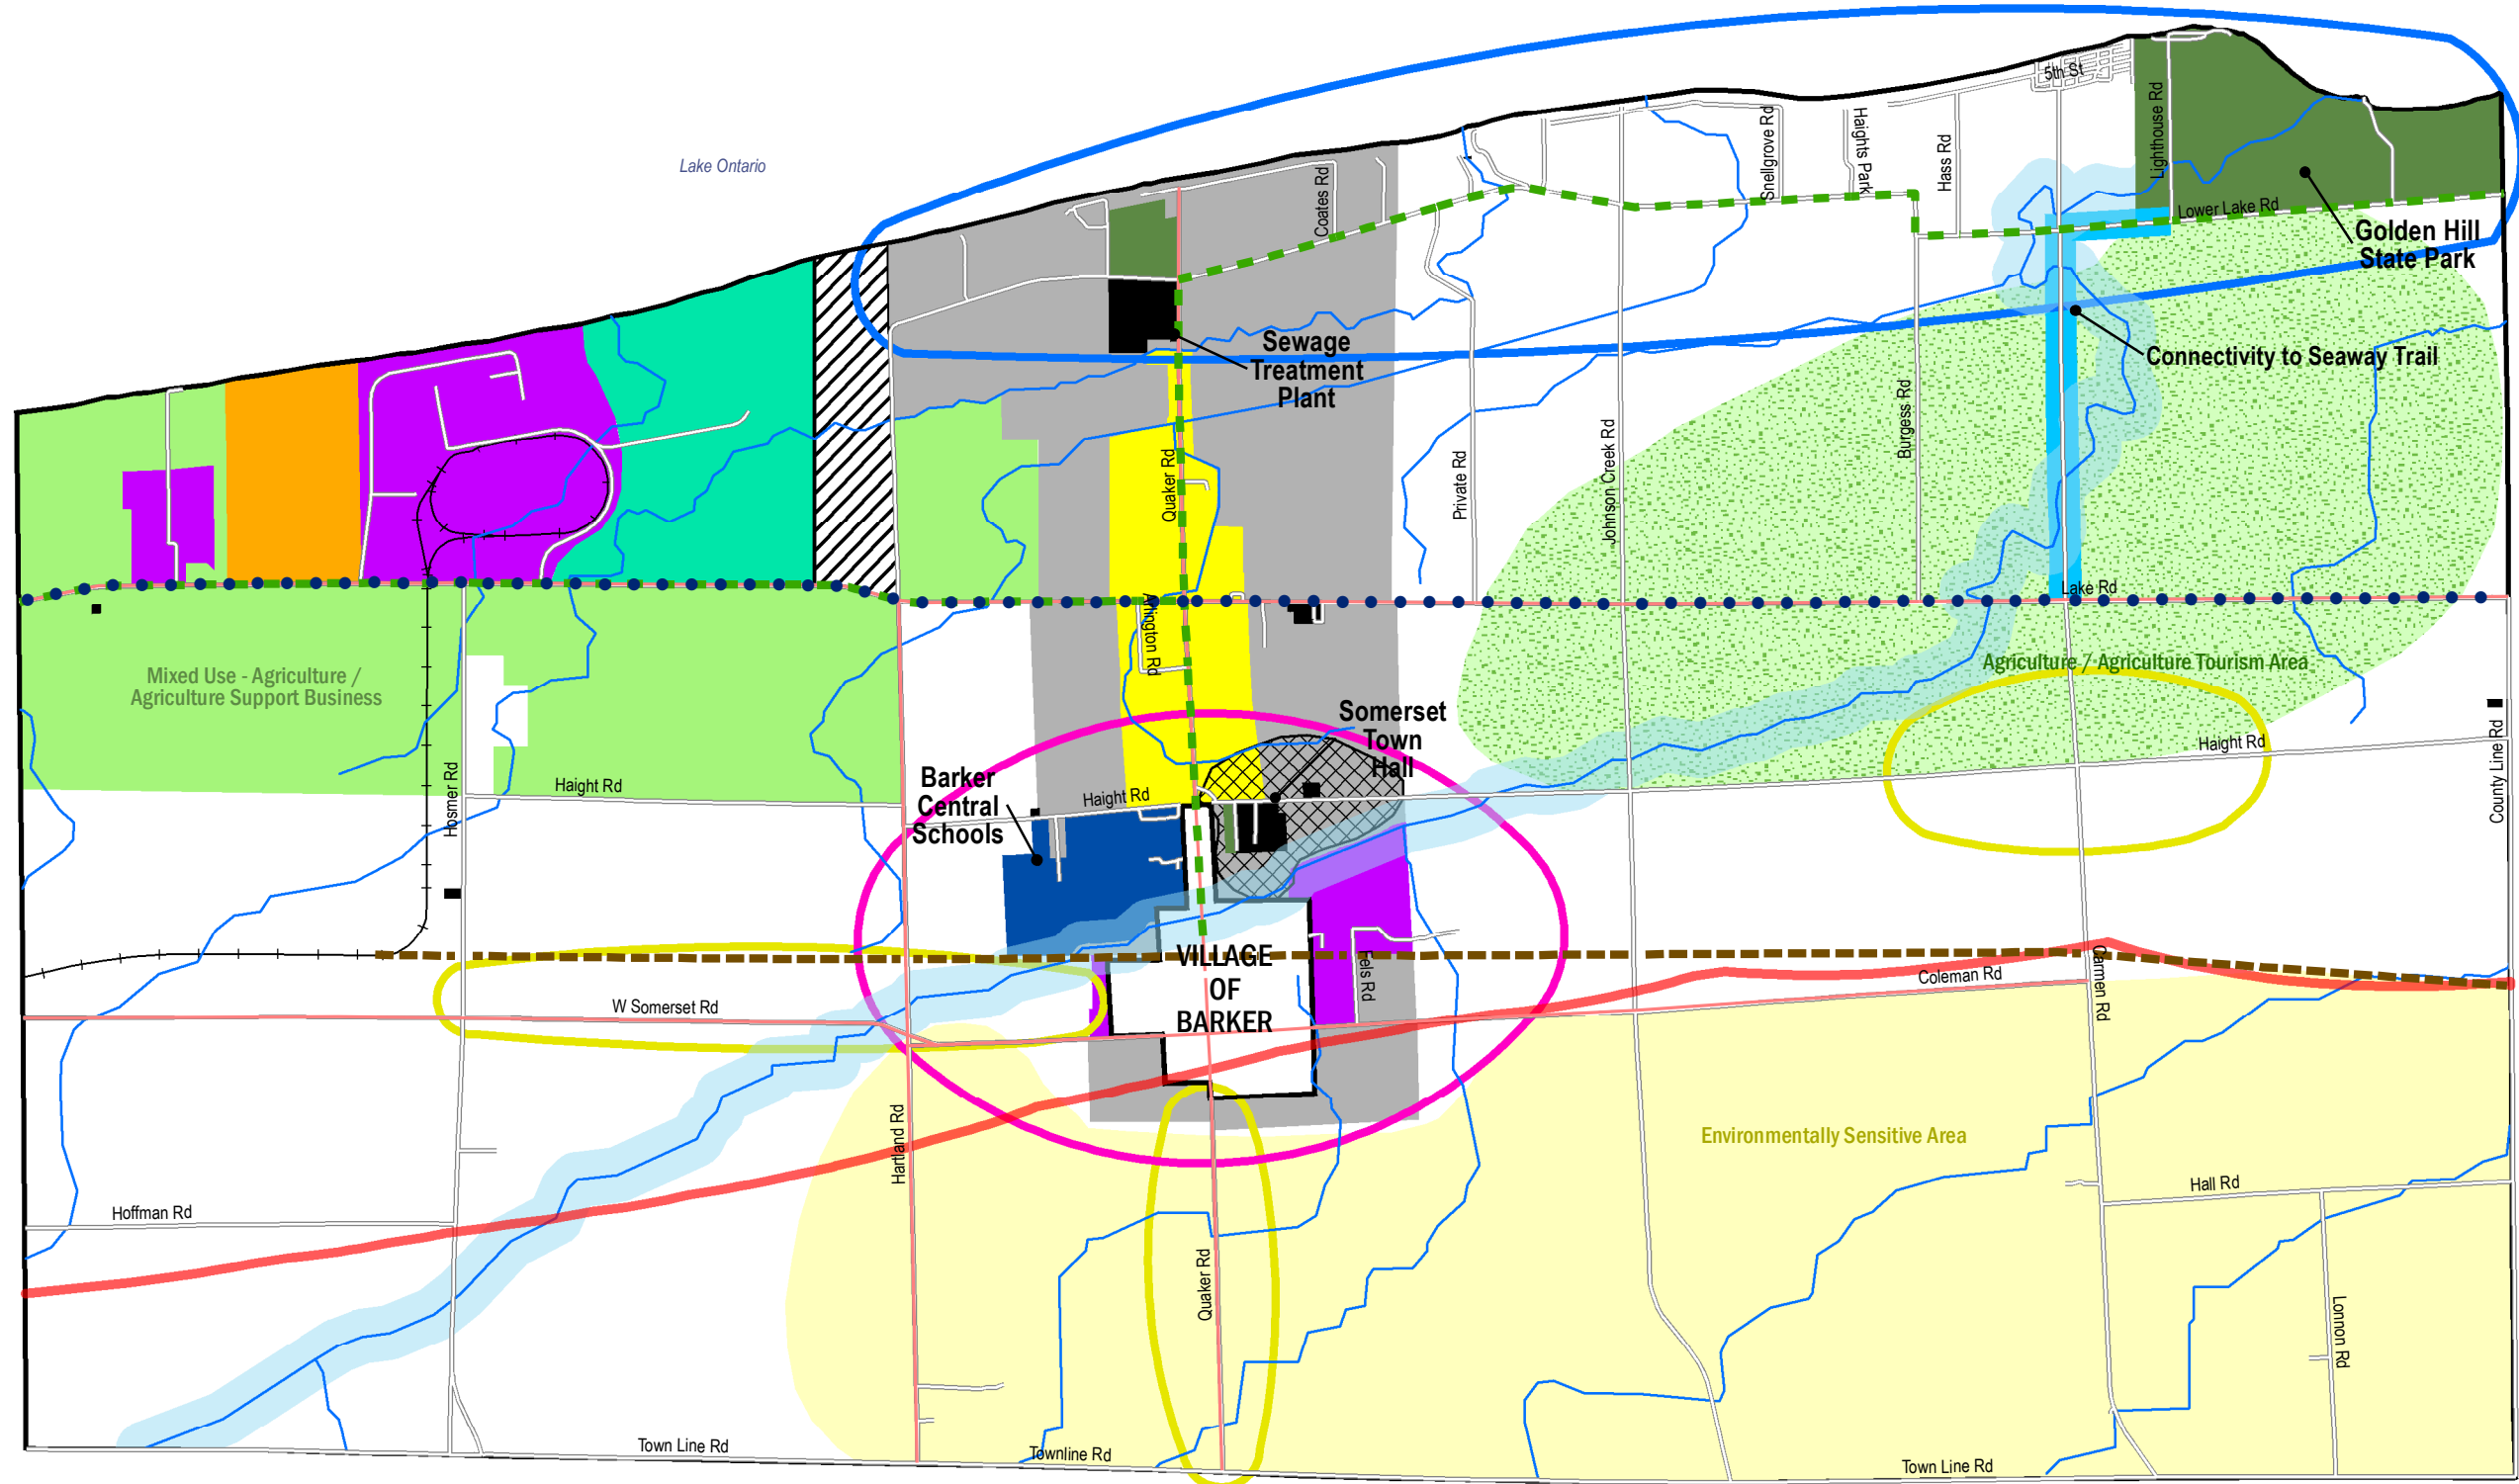 5th St
Lake Ontario
Lighthouse Rd
Snellgrove Rd
Haights Park
Hass Rd
Coates Rd
Lower Lake Rd
Golden Hill
State Park
Sewage
Treatment
Plant
Connectivity to Seaway Trail
Burgess Rd
Johnson Creek Rd
Private Rd
Quaker Rd
Lake Rd
Arlington Rd
Mixed Use - Agriculture /
Agriculture Support Business
Agriculture / Agriculture Tourism Area
Somerset
Town
Hall
Haight Rd
County Line Rd
Hosmer Rd
Haight Rd
Haight Rd
Barker
Central
Schools
VILLAGE
OF
BARKER
Fels Rd
Coleman Rd
Carmen Rd
W Somerset Rd
Hartland Rd
Environmentally Sensitive Area
Hall Rd
Hoffman Rd
Quaker Rd
Lonnon Rd
Town Line Rd
Townline Rd
Town Line Rd